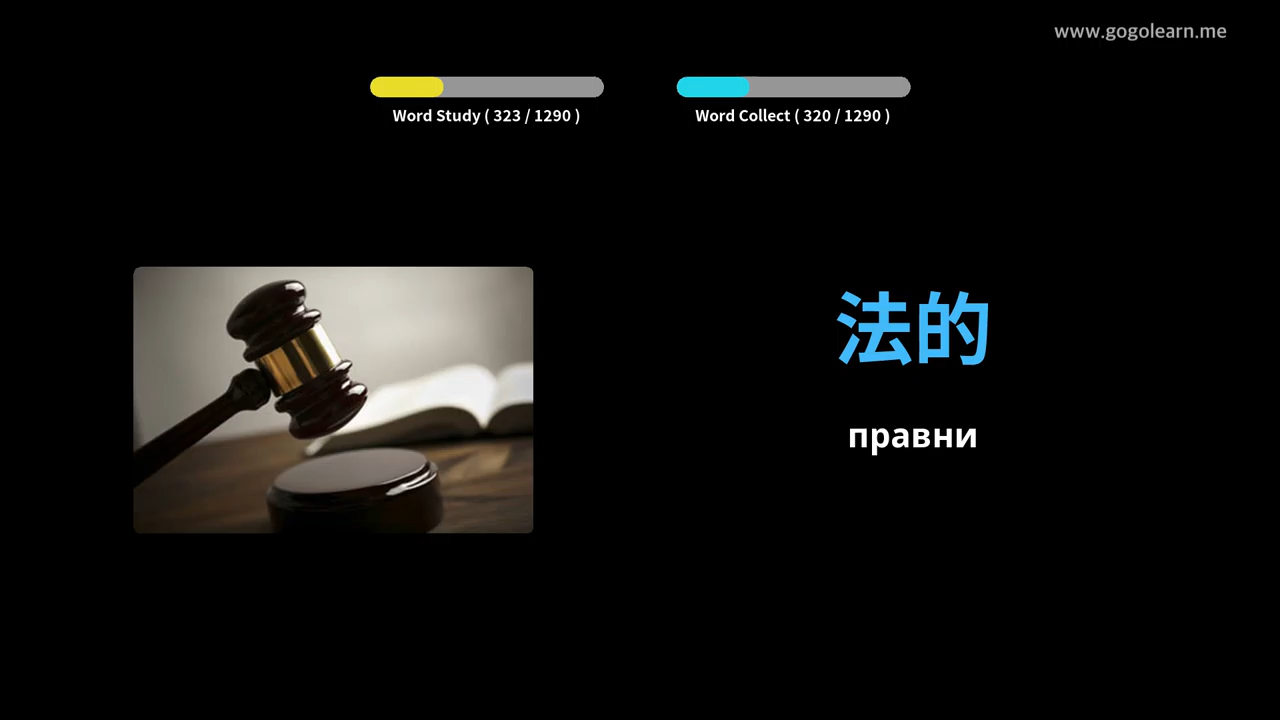 www.gogolearn.me
Word Study ( 323 / 1290 )
Word Collect ( 320 / 1290 )
法的
правни